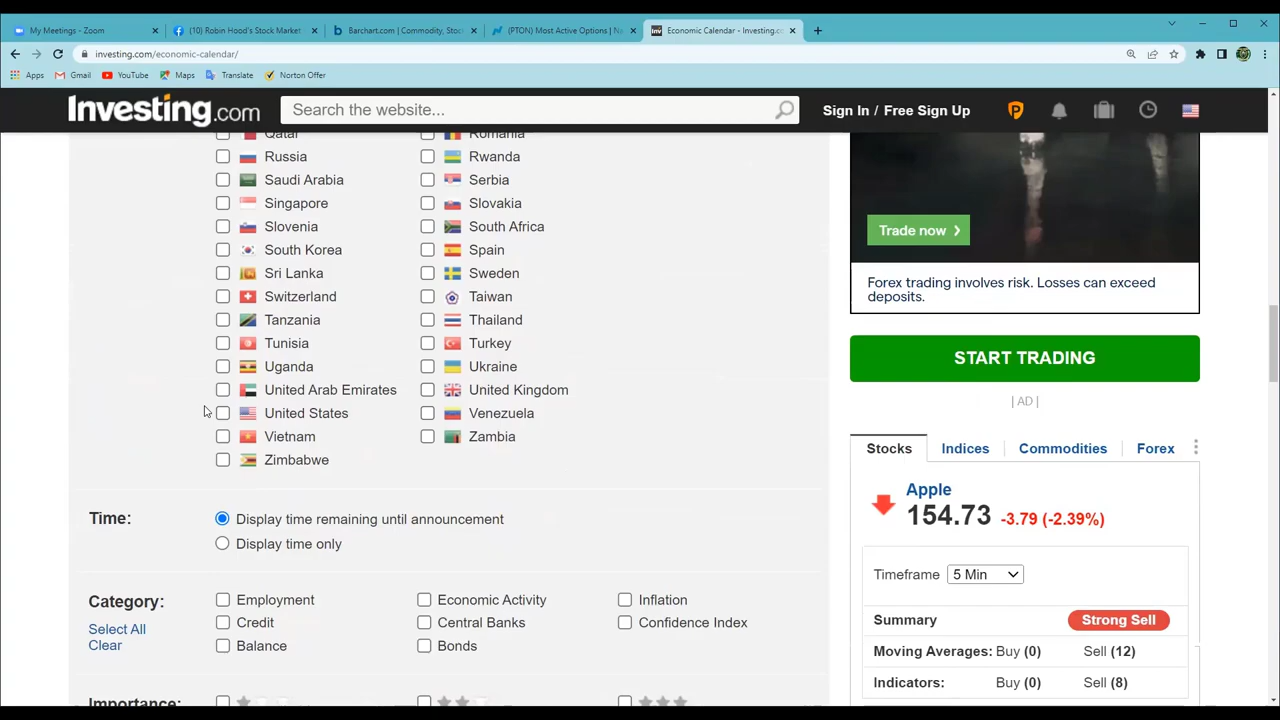 My Meetings - Zoom
(10) Robin Hood's Stock Market
Barchart.com | Commodity, Stoc
(PTON) Most Active Options | Na
Economic Calendar - Investing.co
investing.com/economic-calendar/
Apps
Gmail
YouTube
Maps
Translate
Norton Offer
Investing.com
Search the website...
Sign In / Free Sign Up
Qatar
Romania
Russia
Rwanda
Saudi Arabia
Serbia
Singapore
Slovakia
Slovenia
South Africa
South Korea
Spain
Sri Lanka
Sweden
Switzerland
Taiwan
Tanzania
Thailand
Tunisia
Turkey
Uganda
Ukraine
United Arab Emirates
United Kingdom
United States
Venezuela
Vietnam
Zambia
Zimbabwe
Time:
Display time remaining until announcement
Display time only
Category:
Select All
Clear
Employment
Economic Activity
Inflation
Credit
Central Banks
Confidence Index
Balance
Bonds
Importance:
Trade now
Forex trading involves risk. Losses can exceed
deposits.
START TRADING
| AD |
Stocks
Indices
Commodities
Forex
Apple
154.73 -3.79 (-2.39%)
Timeframe
5 Min
Summary
Strong Sell
Moving Averages: Buy (0) Sell (12)
Indicators: Buy (0) Sell (8)